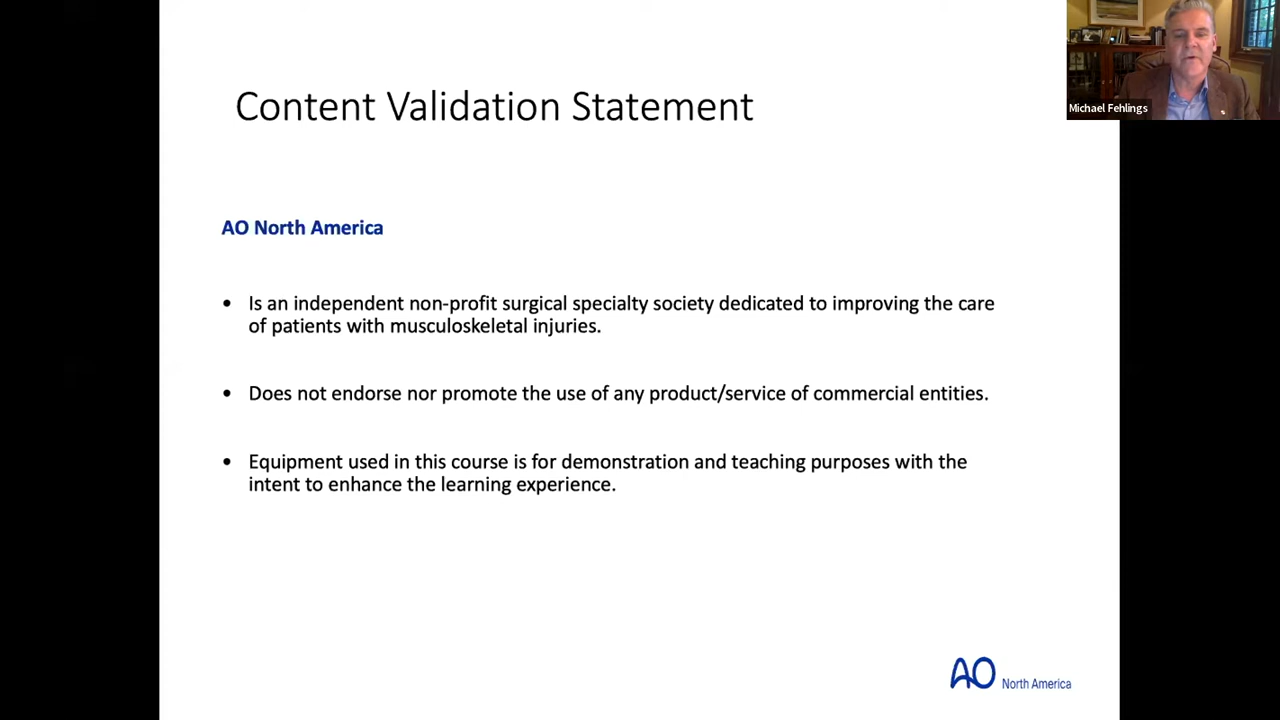 Content Validation Statement
Michael Fehlings
AO North America
• Is an independent non-profit surgical specialty society dedicated to improving the care
of patients with musculoskeletal injuries.
• Does not endorse nor promote the use of any product/service of commercial entities.
• Equipment used in this course is for demonstration and teaching purposes with the
intent to enhance the learning experience.
AO North America